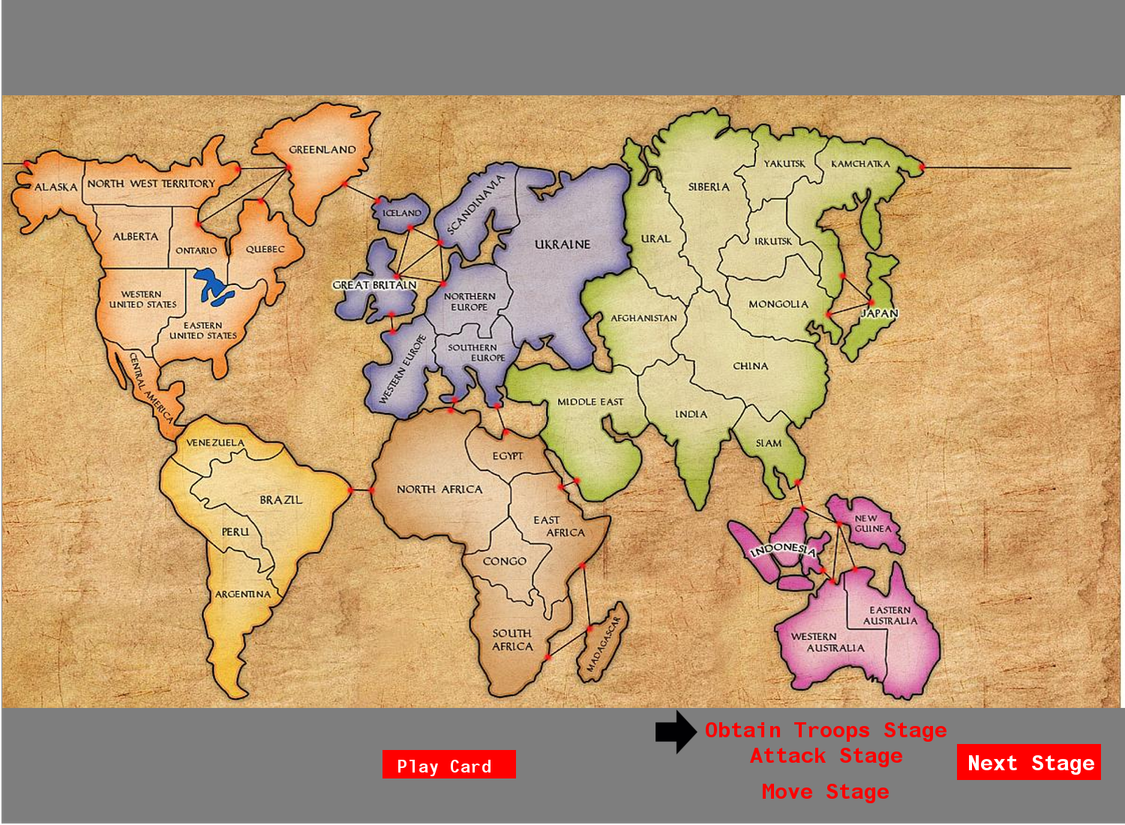 GREENLAND
YAKUTSK
KAMCHATKA
ALASKA
NORTH WEST TERRITORY
SIBERIA
ICELAND
SCANDINAVIA
ALBERTA
ONTARIO
QUEBEC
UKRAINE
URAL
IRKUTSK
GREAT BRITAIN
WESTERN
UNITED STATES
NORTHERN
EUROPE
MONGOLIA
JAPAN
EASTERN
UNITED STATES
AFGHANISTAN
SOUTHERN
EUROPE
WESTERN EUROPE
CENTRAL AMERICA
CHINA
MIDDLE EAST
INDIA
VENEZUELA
SIAM
EGYPT
NORTH AFRICA
BRAZIL
EAST
AFRICA
NEW
GUINEA
PERU
INDONESIA
CONGO
ARGENTINA
EASTERN
AUSTRALIA
SOUTH
AFRICA
MADAGASCAR
WESTERN
AUSTRALIA
Obtain Troops Stage
Attack Stage
Play Card
Next Stage
Move Stage